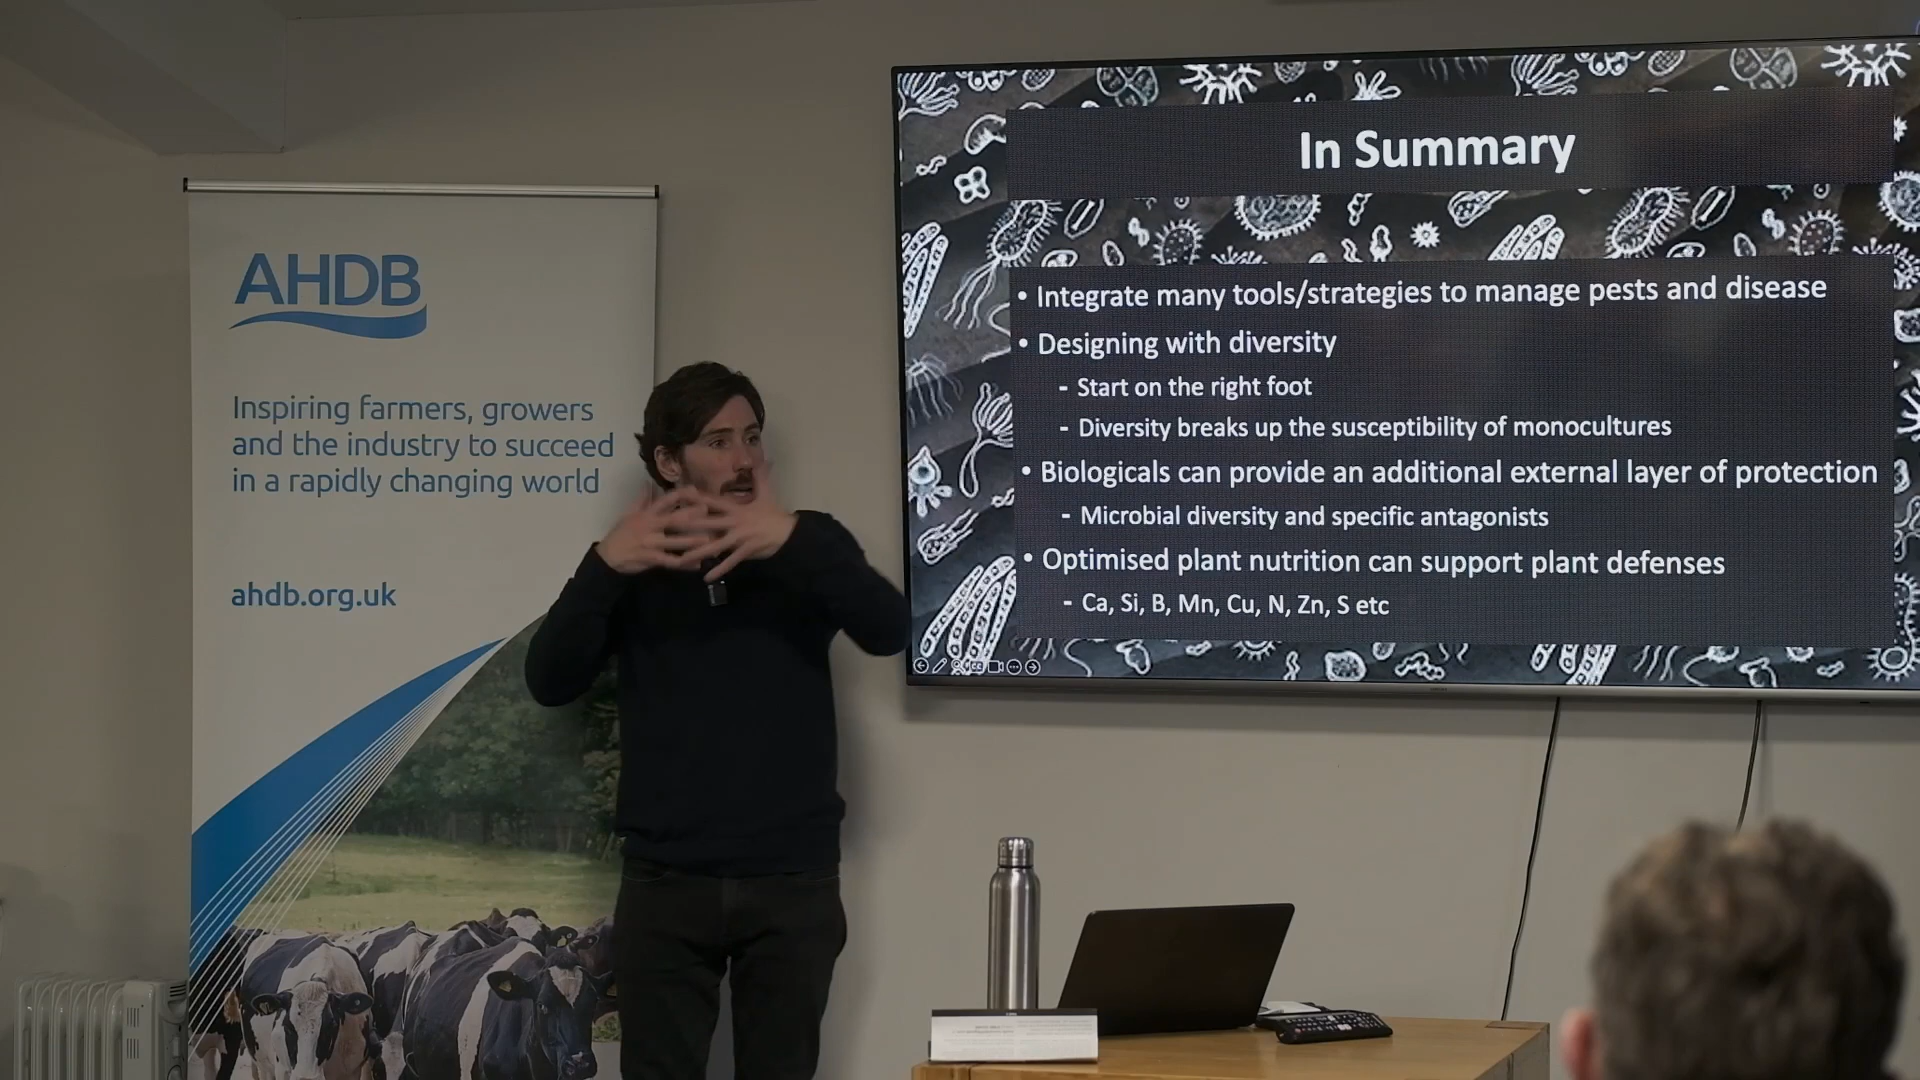 AHDB
Inspiring farmers, growers
and the industry to succeed
in a rapidly changing world
ahdb.org.uk
In Summary
• Integrate many tools/strategies to manage pests and disease
• Designing with diversity
- Start on the right foot
- Diversity breaks up the susceptibility of monocultures
• Biologicals can provide an additional external layer of protection
- Microbial diversity and specific antagonists
• Optimised plant nutrition can support plant defenses
- Ca, Si, B, Mn, Cu, N, Zn, S etc